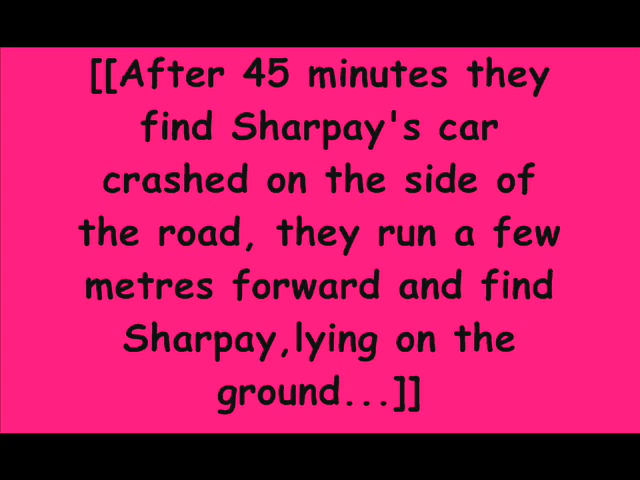 [[After 45 minutes they
find Sharpay's car
crashed on the side of
the road, they run a few
metres forward and find
Sharpay,lying on the
ground...]]